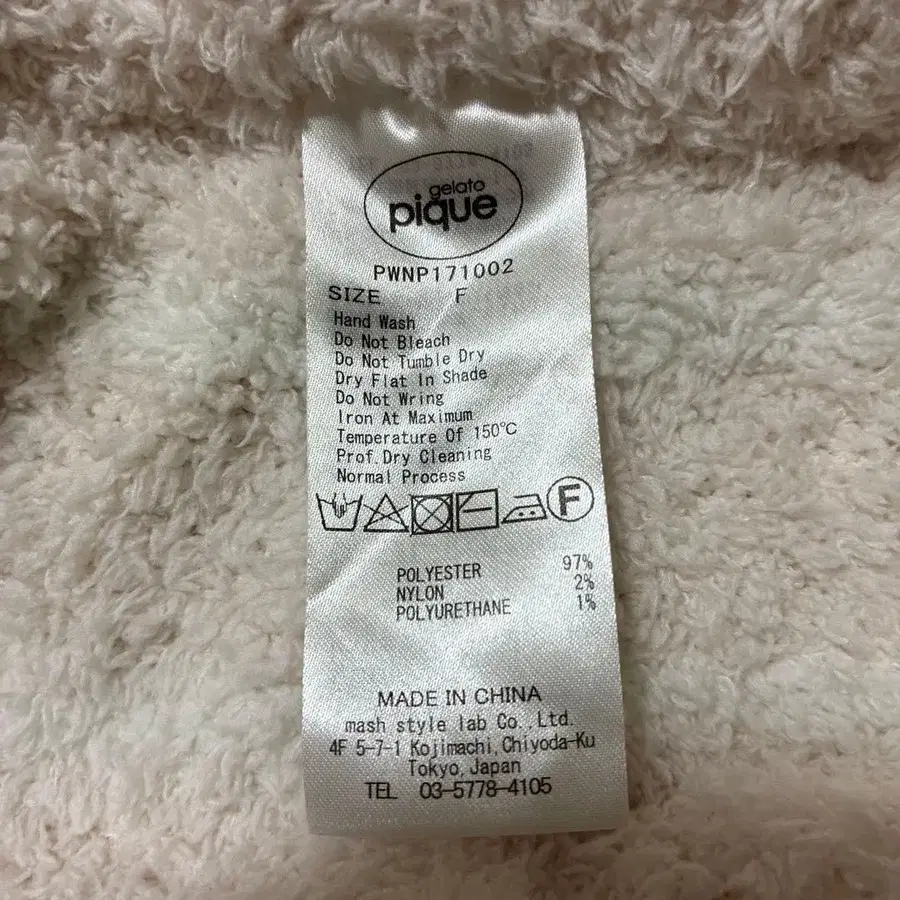 gelato
pique
PWNP171002
SIZE F
Hand Wash
Do Not Bleach
Do Not Tumble Dry
Dry Flat In Shade
Do Not Wring
Iron At Maximum
Temperature Of 150℃
Prof.Dry Cleaning
Normal Process
F
POLYESTER 97%
NYLON 2%
POLYURETHANE 1%
MADE IN CHINA
mash style lab Co.,Ltd.
4F 5-7-1 Kojimachi,Chiyoda-Ku
Tokyo,Japan
TEL 03-5778-4105